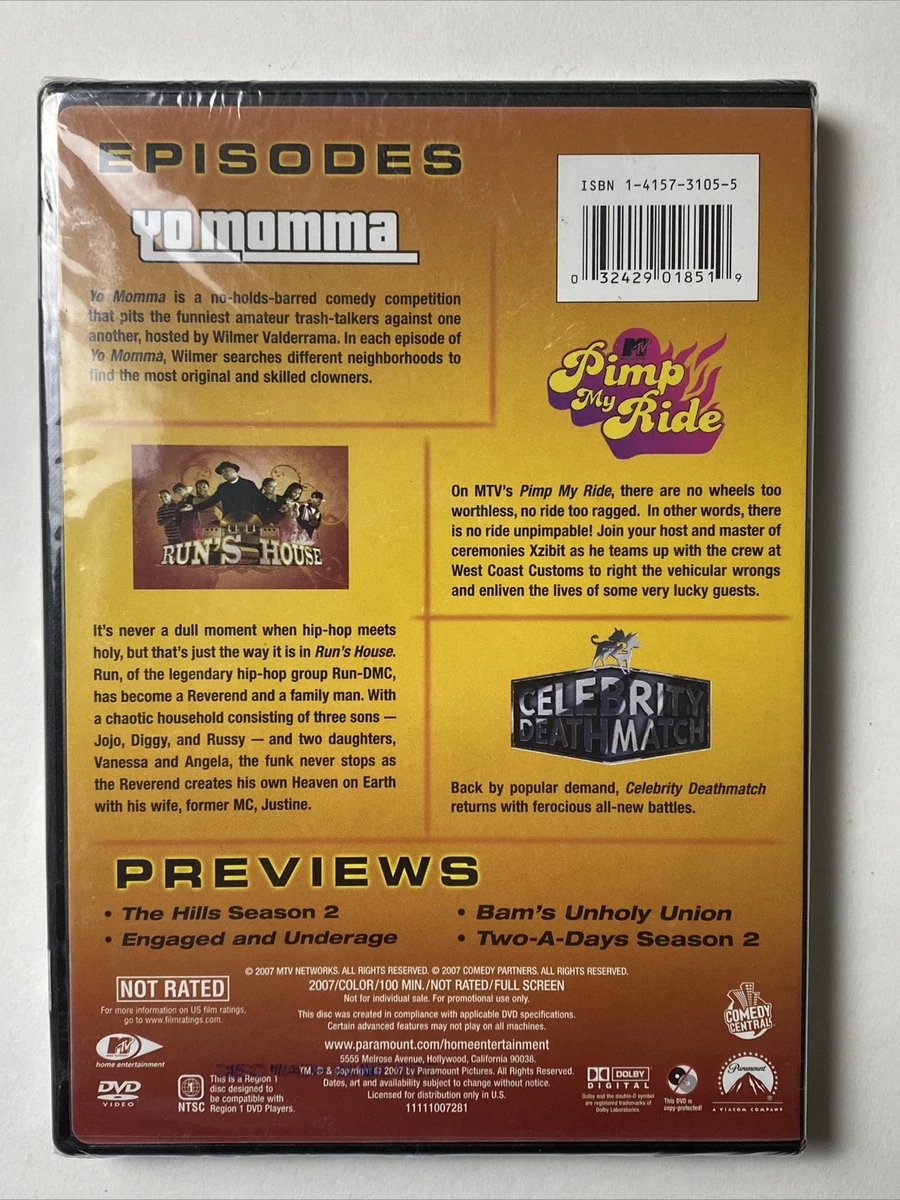 EPISODES
Yo momma
Yo Momma is a no-holds-barred comedy competition
that pits the funniest amateur trash-talkers against one
another, hosted by Wilmer Valderrama. In each episode of
Yo Momma, Wilmer searches different neighborhoods to
find the most original and skilled clowners.
ISBN 1-4157-3105-5
0 32429 01851 9
MTV
Pimp
My
Ride
On MTV's Pimp My Ride, there are no wheels too
worthless, no ride too ragged. In other words, there
is no ride unpimpable! Join your host and master of
ceremonies Xzibit as he teams up with the crew at
West Coast Customs to right the vehicular wrongs
and enliven the lives of some very lucky guests.
RUN'S HOUSE
It's never a dull moment when hip-hop meets
holy, but that's just the way it is in Run's House.
Run, of the legendary hip-hop group Run-DMC,
has become a Reverend and a family man. With
a chaotic household consisting of three sons —
Jojo, Diggy, and Russy — and two daughters,
Vanessa and Angela, the funk never stops as
the Reverend creates his own Heaven on Earth
with his wife, former MC, Justine.
2
CELEBRITY
DEATHMATCH
Back by popular demand, Celebrity Deathmatch
returns with ferocious all-new battles.
PREVIEWS
• The Hills Season 2
• Engaged and Underage
• Bam's Unholy Union
• Two-A-Days Season 2
© 2007 MTV NETWORKS. ALL RIGHTS RESERVED. © 2007 COMEDY PARTNERS. ALL RIGHTS RESERVED.
2007/COLOR/100 MIN./NOT RATED/FULL SCREEN
Not for individual sale. For promotional use only.
This disc was created in compliance with applicable DVD specifications.
Certain advanced features may not play on all machines.
www.paramount.com/homeentertainment
5555 Melrose Avenue, Hollywood, California 90038.
TM, ® & Copyright © 2007 by Paramount Pictures. All Rights Reserved.
Dates, art and availability subject to change without notice.
Licensed for distribution only in U.S.
11111007281
NOT RATED
For more information on US film ratings,
go to www.filmratings.com.
MTV
home entertainment
DVD
VIDEO
1
NTSC
This is a Region 1
disc designed to
be compatible with
Region 1 DVD Players.
COMEDY
CENTRAL
DOLBY
DIGITAL
Dolby and the double-D symbol
are registered trademarks of
Dolby Laboratories.
This DVD is
copy-protected!
Paramount
A VIACOM COMPANY